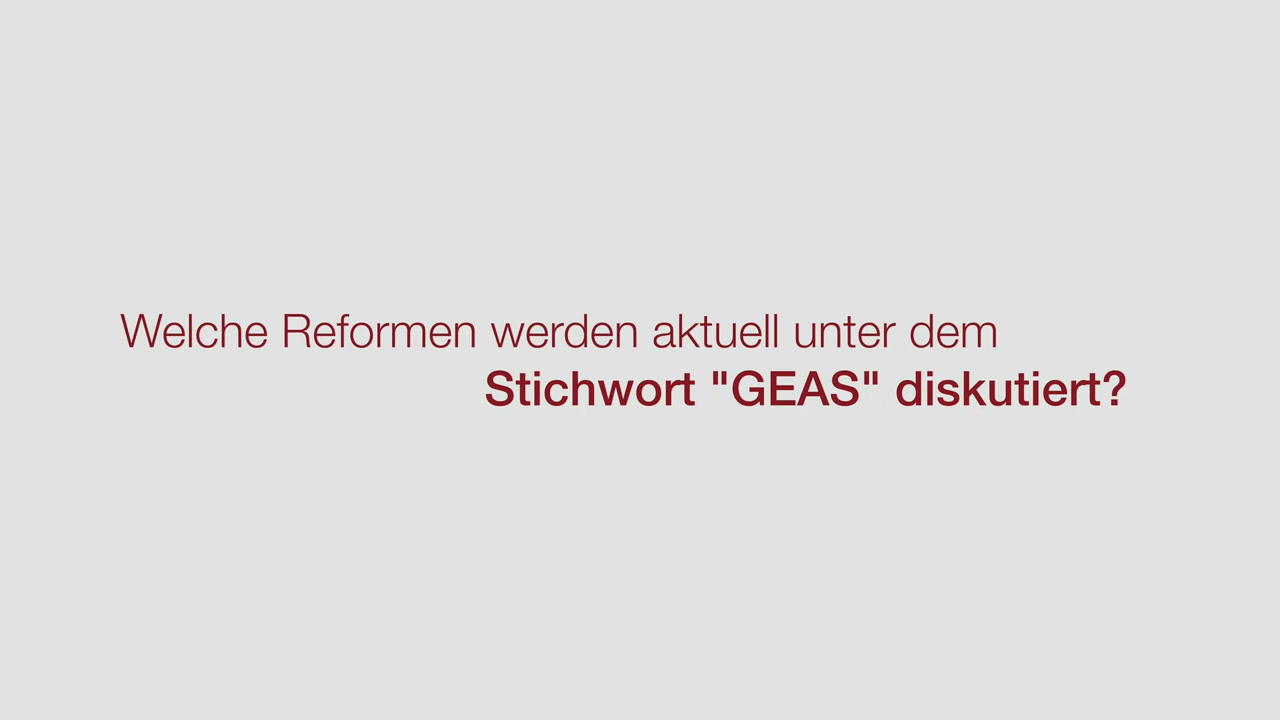 Welche Reformen werden aktuell unter dem
Stichwort "GEAS" diskutiert?